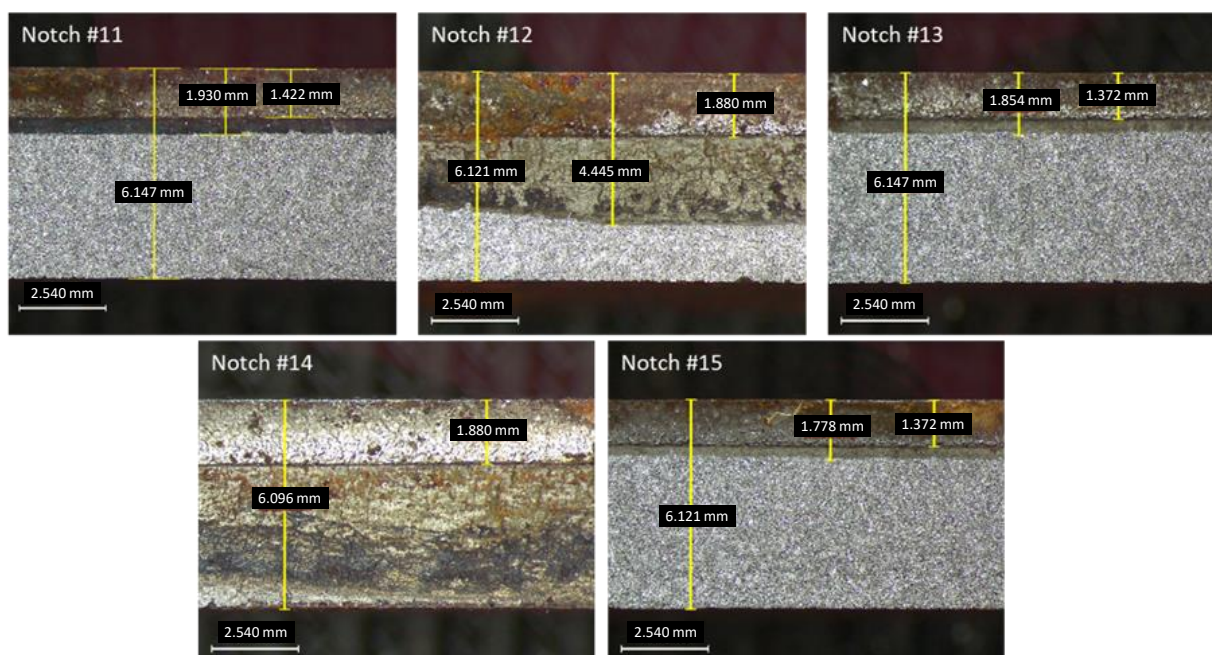 Notch #11
1.930 mm
1.422 mm
6.147 mm
2.540 mm
Notch #12
1.880 mm
6.121 mm
4.445 mm
2.540 mm
Notch #13
1.854 mm
1.372 mm
6.147 mm
2.540 mm
Notch #14
1.880 mm
6.096 mm
2.540 mm
Notch #15
1.778 mm
1.372 mm
6.121 mm
2.540 mm